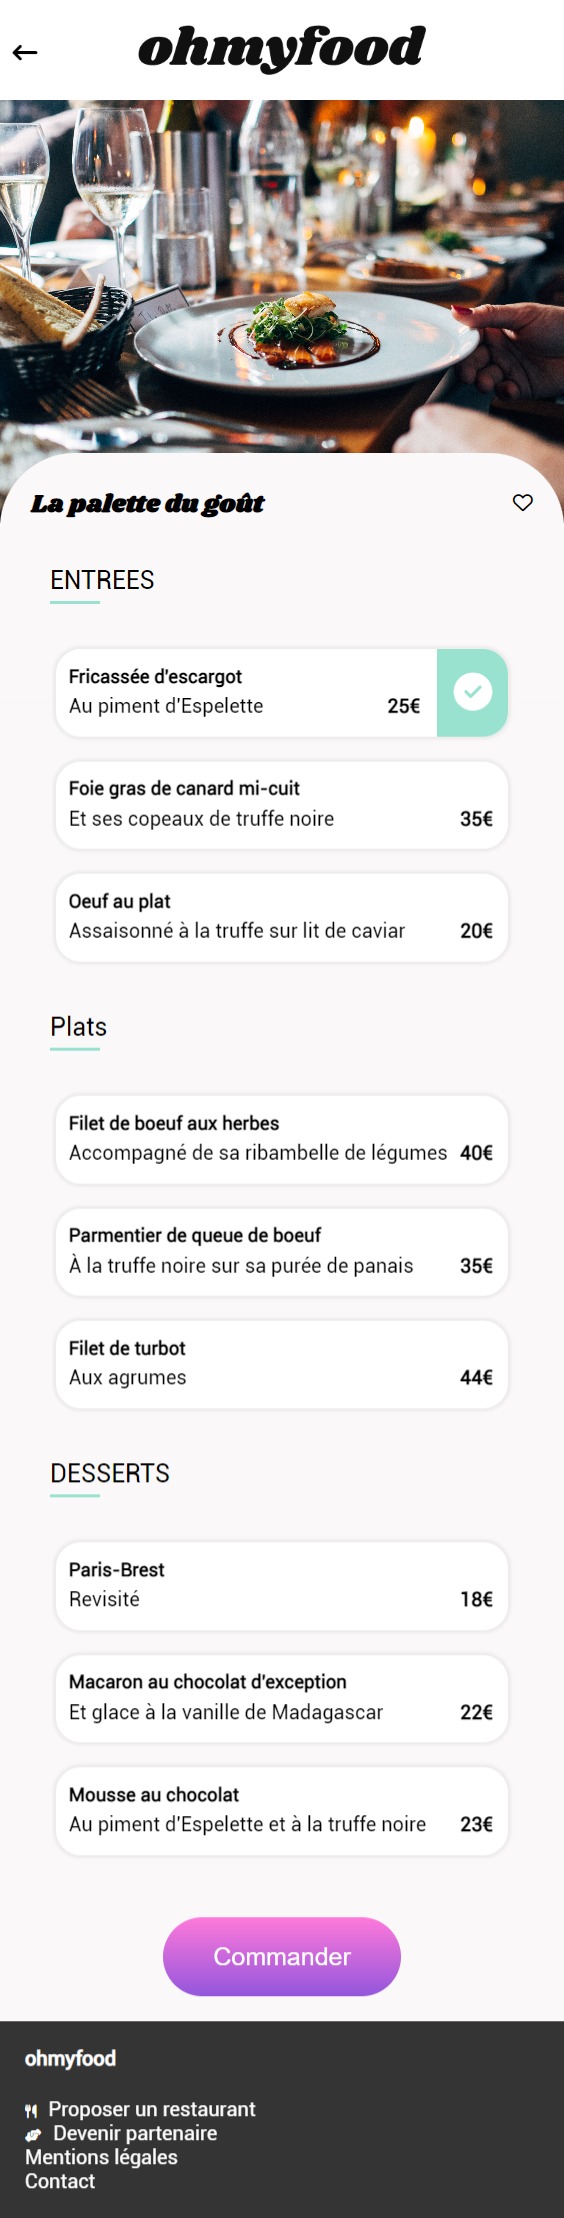 ohmyfood
La palette du goût
ENTREES
Fricassée d'escargot
Au piment d'Espelette 25€
Foie gras de canard mi-cuit
Et ses copeaux de truffe noire 35€
Oeuf au plat
Assaisonné à la truffe sur lit de caviar 20€
Plats
Filet de boeuf aux herbes
Accompagné de sa ribambelle de légumes 40€
Parmentier de queue de boeuf
À la truffe noire sur sa purée de panais 35€
Filet de turbot
Aux agrumes 44€
DESSERTS
Paris-Brest
Revisité 18€
Macaron au chocolat d'exception
Et glace à la vanille de Madagascar 22€
Mousse au chocolat
Au piment d'Espelette et à la truffe noire 23€
Commander
ohmyfood
Proposer un restaurant
Devenir partenaire
Mentions légales
Contact